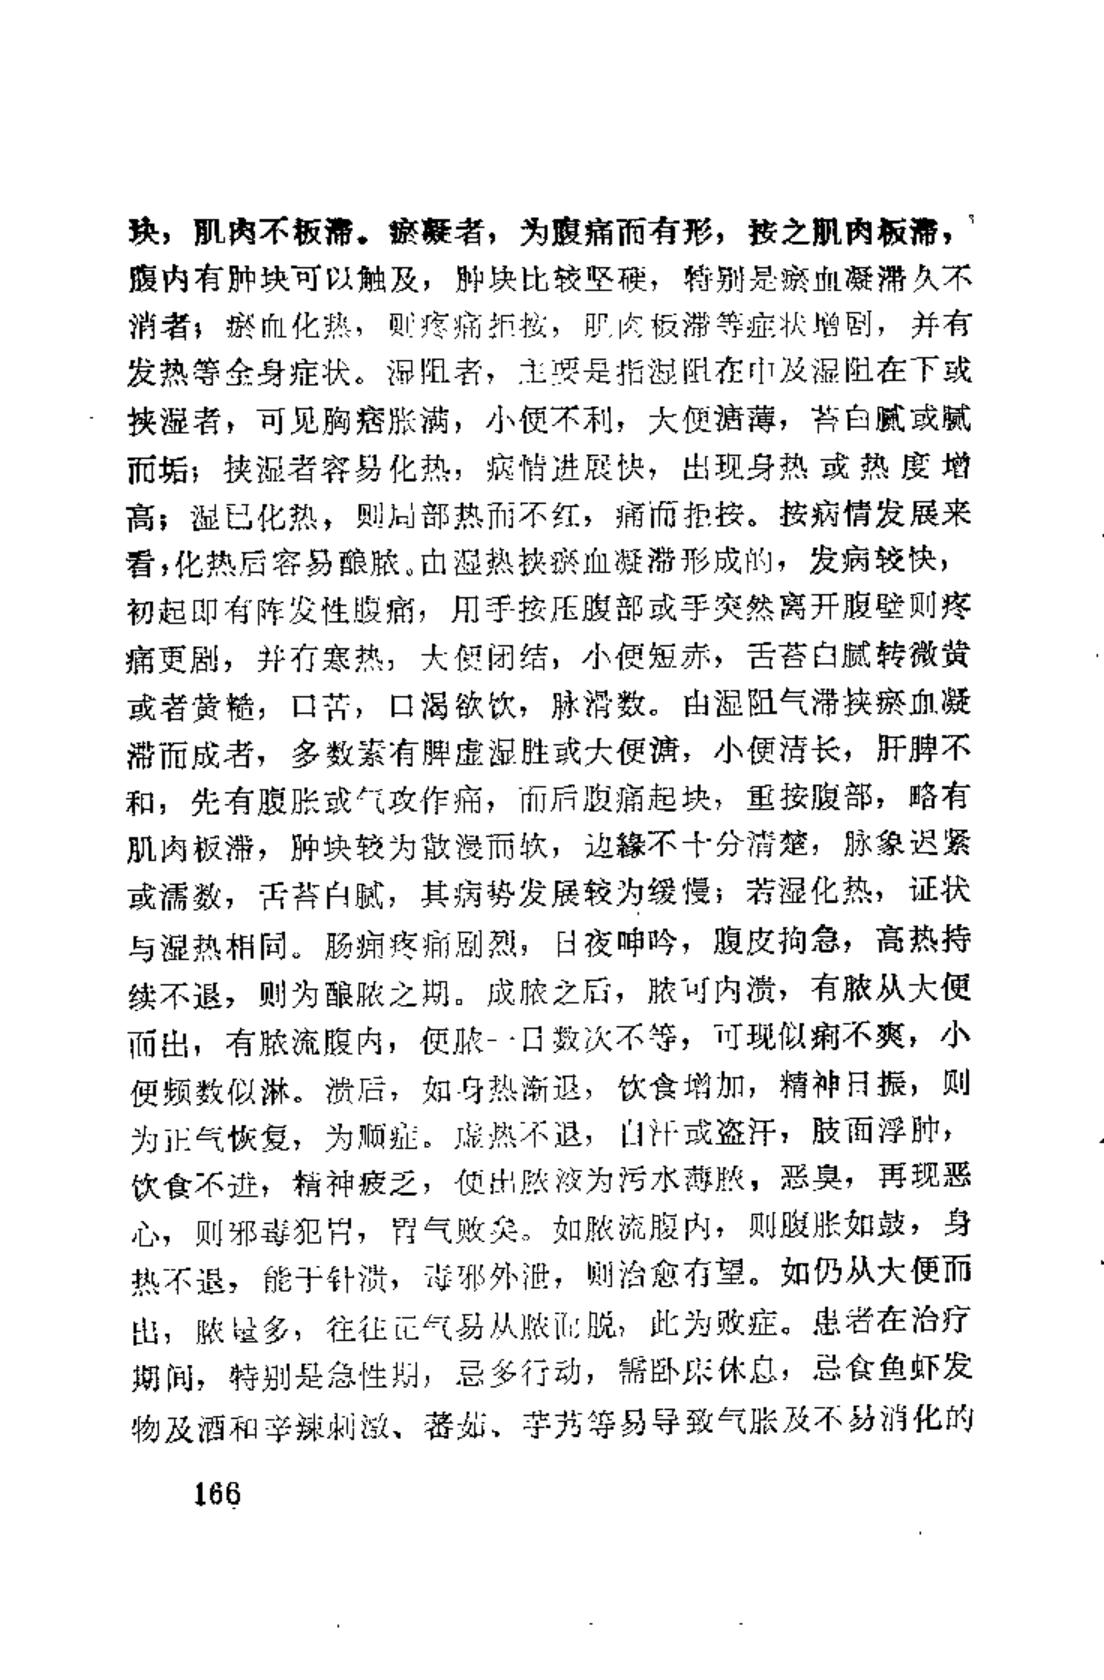 块，肌肉不板滞。瘀凝者，为腹痛而有形，按之肌肉板滞，
腹内有肿块可以触及，肿块比较坚硬，特别是瘀血凝滞久不
消者；瘀血化热，则疼痛拒按，肌肉板滞等症状增剧，并有
发热等全身症状。湿阻者，主要是指湿阻在中及湿阻在下或
挟湿者，可见胸痞胀满，小便不利，大便溏薄，苔白腻或腻
而垢；挟湿者容易化热，病情进展快，出现身热或热度增
高；湿已化热，则局部热而不红，痛而拒按。按病情发展来
看，化热后容易酿脓。由湿热挟瘀血凝滞形成的，发病较快，
初起即有阵发性腹痛，用手按压腹部或手突然离开腹壁则疼
痛更剧，并有寒热，大便闭结，小便短赤，舌苔白腻转微黄
或者黄糙，口苦，口渴欲饮，脉滑数。由湿阻气滞挟瘀血凝
滞而成者，多数素有脾虚湿胜或大便溏，小便清长，肝脾不
和，先有腹胀或气攻作痛，而后腹痛起块，重按腹部，略有
肌肉板滞，肿块较为散漫而软，边缘不十分清楚，脉象迟紧
或濡数，舌苔白腻，其病势发展较为缓慢；若湿化热，证状
与湿热相同。肠痈疼痛剧烈，日夜呻吟，腹皮拘急，高热持
续不退，则为酿脓之期。成脓之后，脓可内溃，有脓从大便
而出，有脓流腹内，便脓一日数次不等，可现似痢不爽，小
便频数似淋。溃后，如身热渐退，饮食增加，精神日振，则
为正气恢复，为顺症。虚热不退，自汗或盗汗，肢面浮肿，
饮食不进，精神疲乏，便出脓液为污水薄脓，恶臭，再现恶
心，则邪毒犯胃，胃气败矣。如脓流腹内，则腹胀如鼓，身
热不退，能于针溃，毒邪外泄，则治愈有望。如仍从大便而
出，脓量多，往往正气易从脓而脱，此为败症。患者在治疗
期间，特别是急性期，忌多行动，需卧床休息，忌食鱼虾发
物及酒和辛辣刺激、蕃茄、芋艿等易导致气胀及不易消化的
166